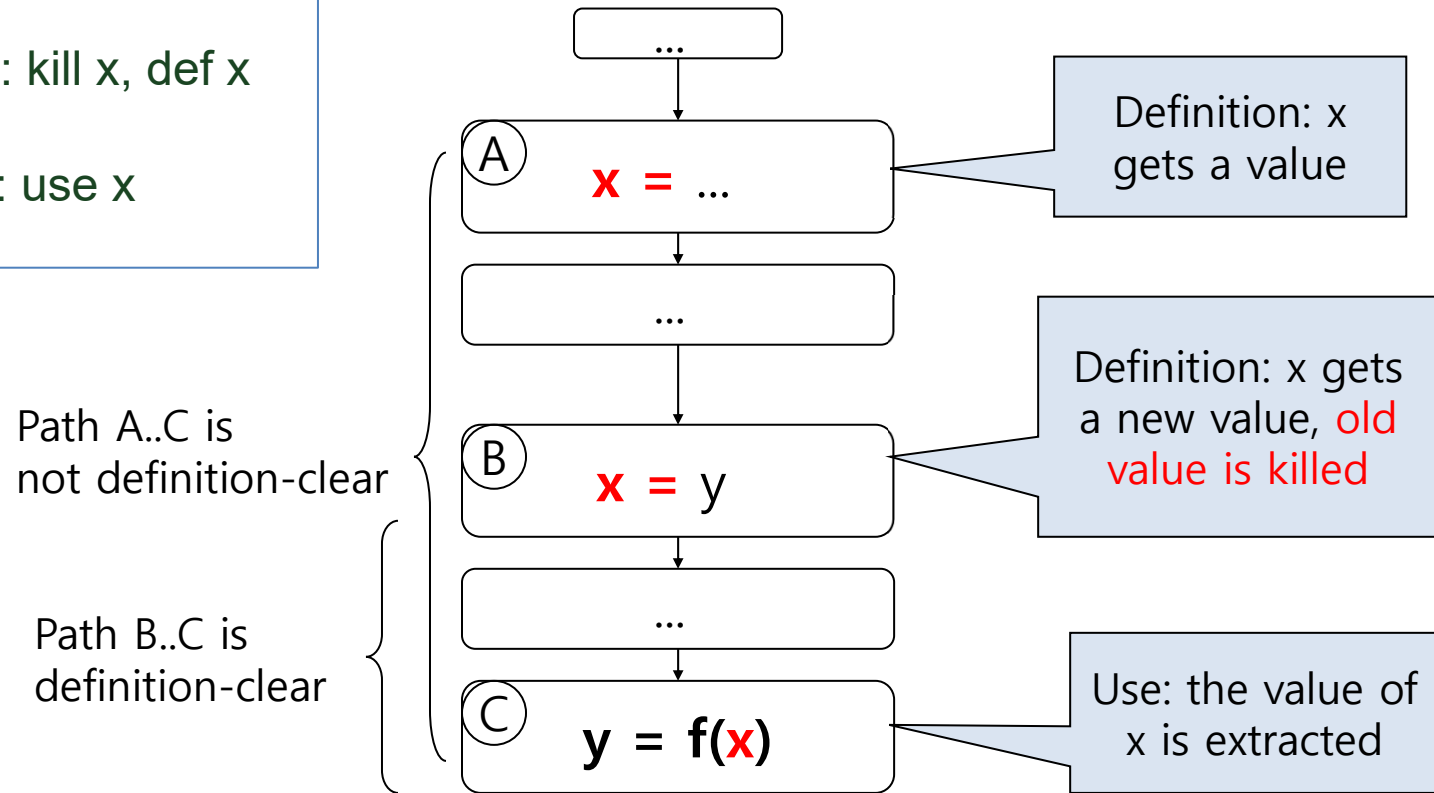 : kill x, def x
: use x
...
A
x = ...
Definition: x
gets a value
...
Path A..C is
not definition-clear
B
x = y
Definition: x gets
a new value, old
value is killed
...
Path B..C is
definition-clear
C
y = f(x)
Use: the value of
x is extracted